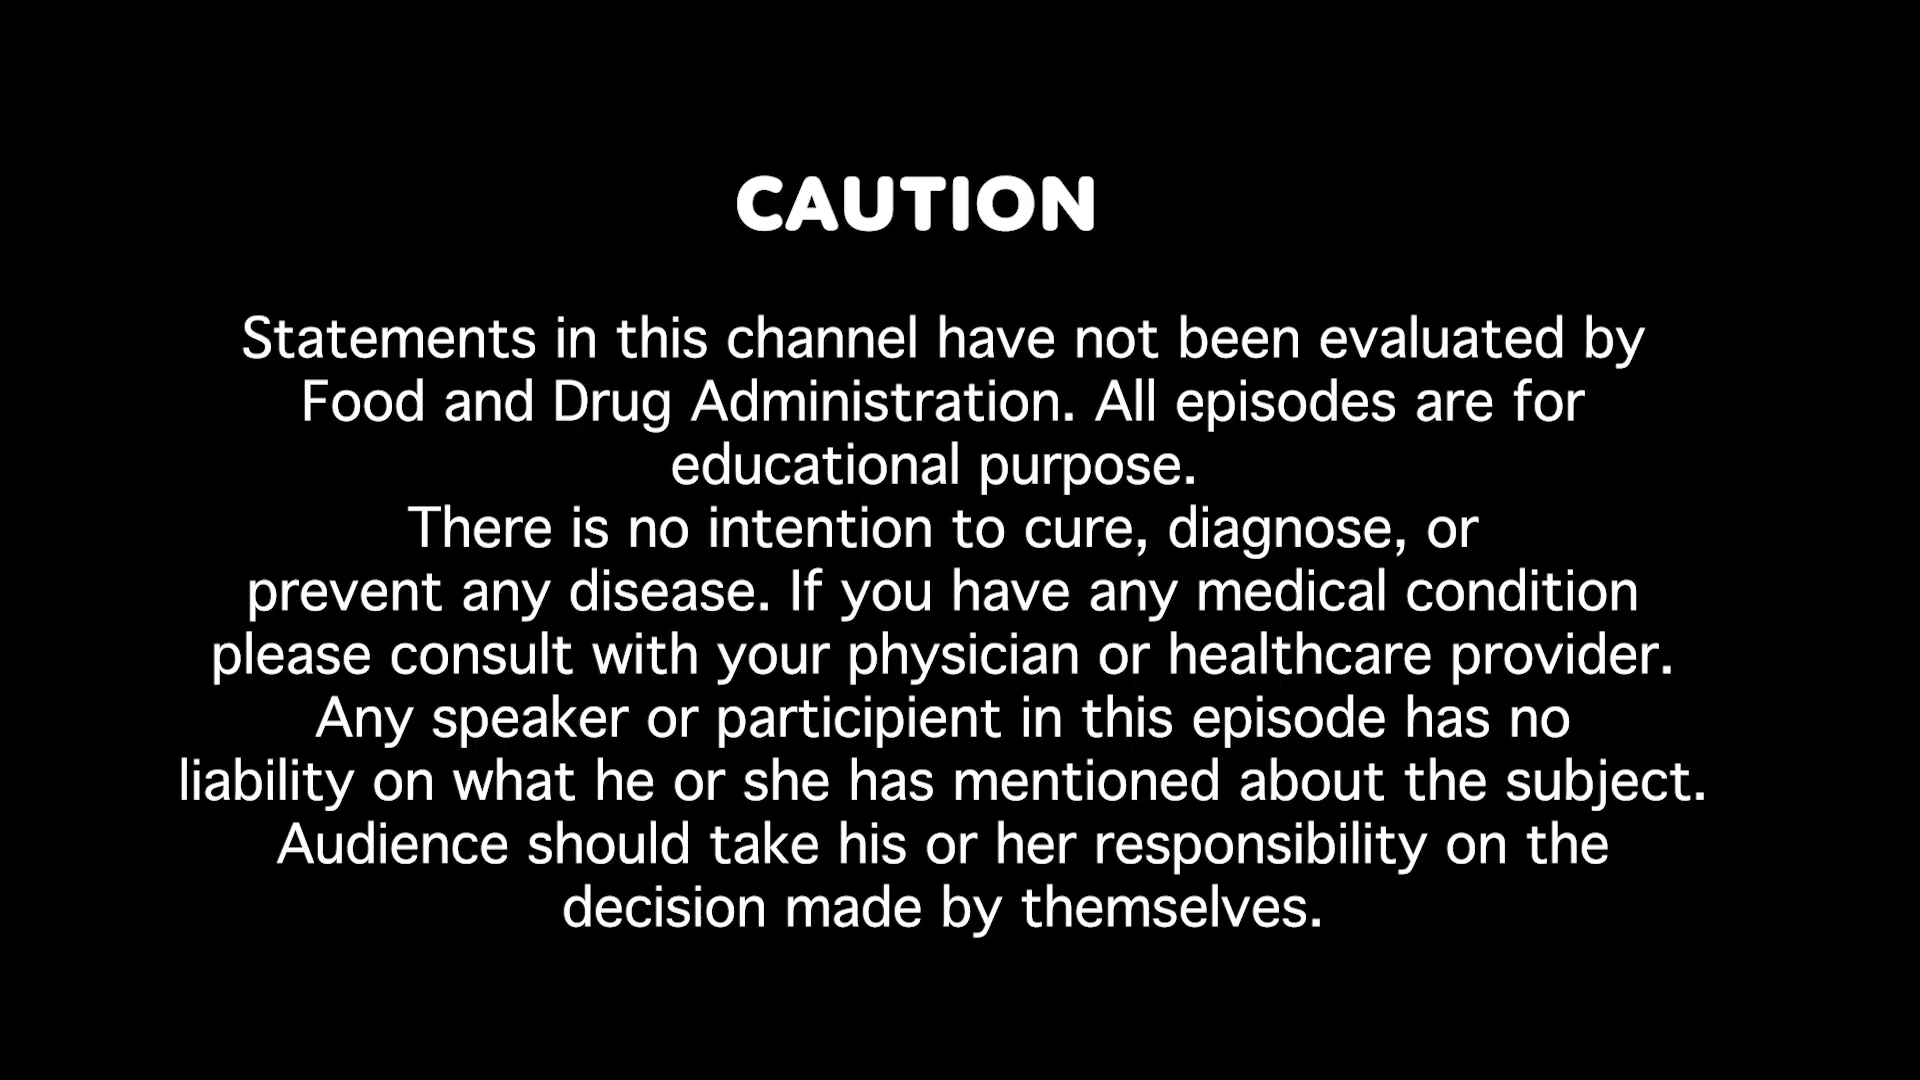 CAUTION
Statements in this channel have not been evaluated by
Food and Drug Administration. All episodes are for
educational purpose.
There is no intention to cure, diagnose, or
prevent any disease. If you have any medical condition
please consult with your physician or healthcare provider.
Any speaker or participient in this episode has no
liability on what he or she has mentioned about the subject.
Audience should take his or her responsibility on the
decision made by themselves.